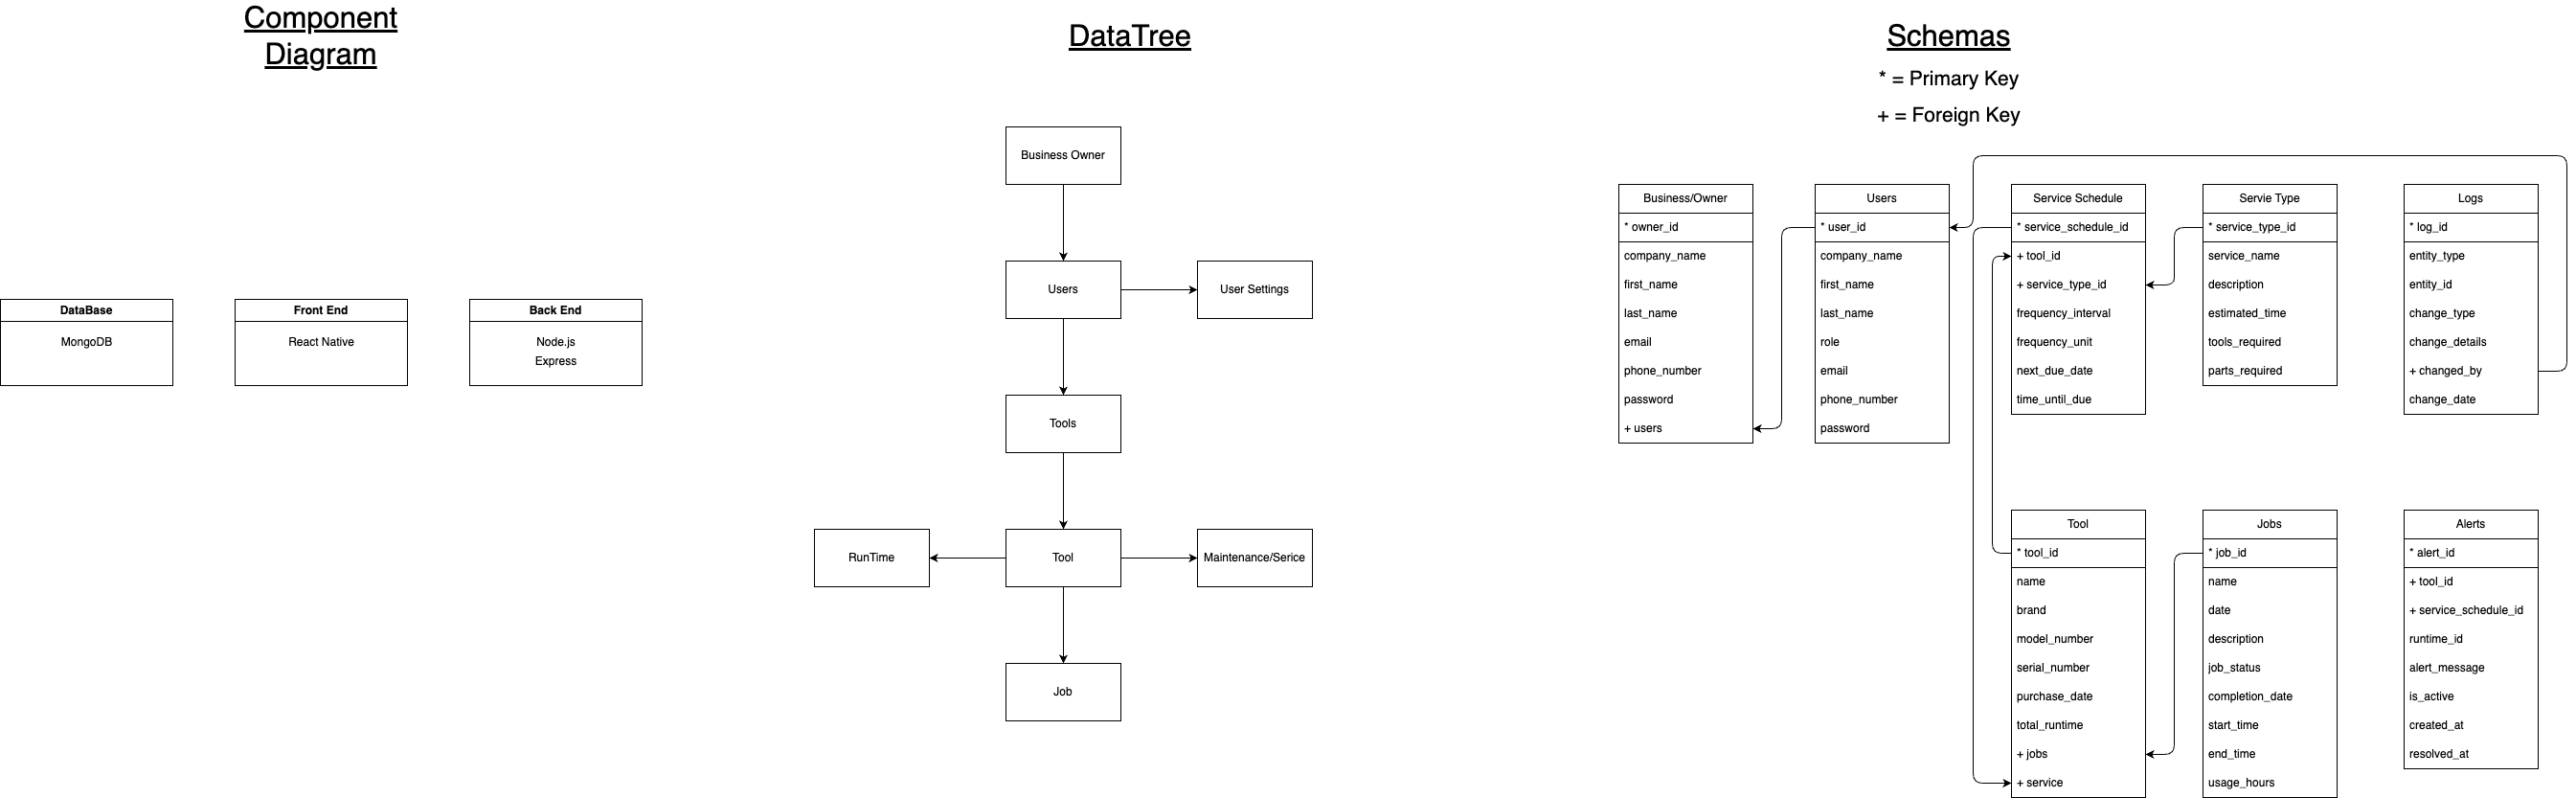 Component
Diagram
DataBase
MongoDB
Front End
React Native
Back End
Node.js
Express
DataTree
Business Owner
Users
User Settings
Tools
RunTime
Tool
Maintenance/Serice
Job
Schemas
* = Primary Key
+ = Foreign Key
Business/Owner
* owner_id
company_name
first_name
last_name
email
phone_number
password
+ users
Users
* user_id
company_name
first_name
last_name
role
email
phone_number
password
Service Schedule
* service_schedule_id
+ tool_id
+ service_type_id
frequency_interval
frequency_unit
next_due_date
time_until_due
Servie Type
* service_type_id
service_name
description
estimated_time
tools_required
parts_required
Logs
* log_id
entity_type
entity_id
change_type
change_details
+ changed_by
change_date
Tool
* tool_id
name
brand
model_number
serial_number
purchase_date
total_runtime
+ jobs
+ service
Jobs
* job_id
name
date
description
job_status
completion_date
start_time
end_time
usage_hours
Alerts
* alert_id
+ tool_id
+ service_schedule_id
runtime_id
alert_message
is_active
created_at
resolved_at